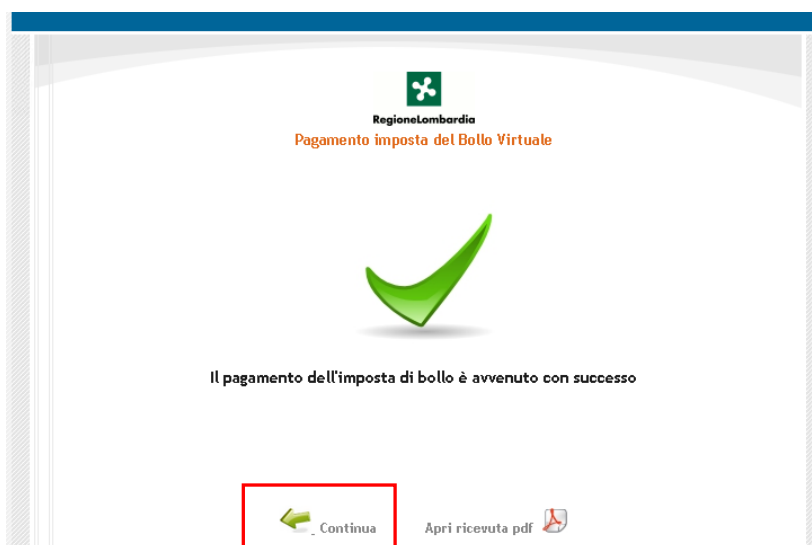 RegioneLombardia
Pagamento imposta del Bollo Virtuale
Il pagamento dell'imposta di bollo è avvenuto con successo
Continua Apri ricevuta pdf